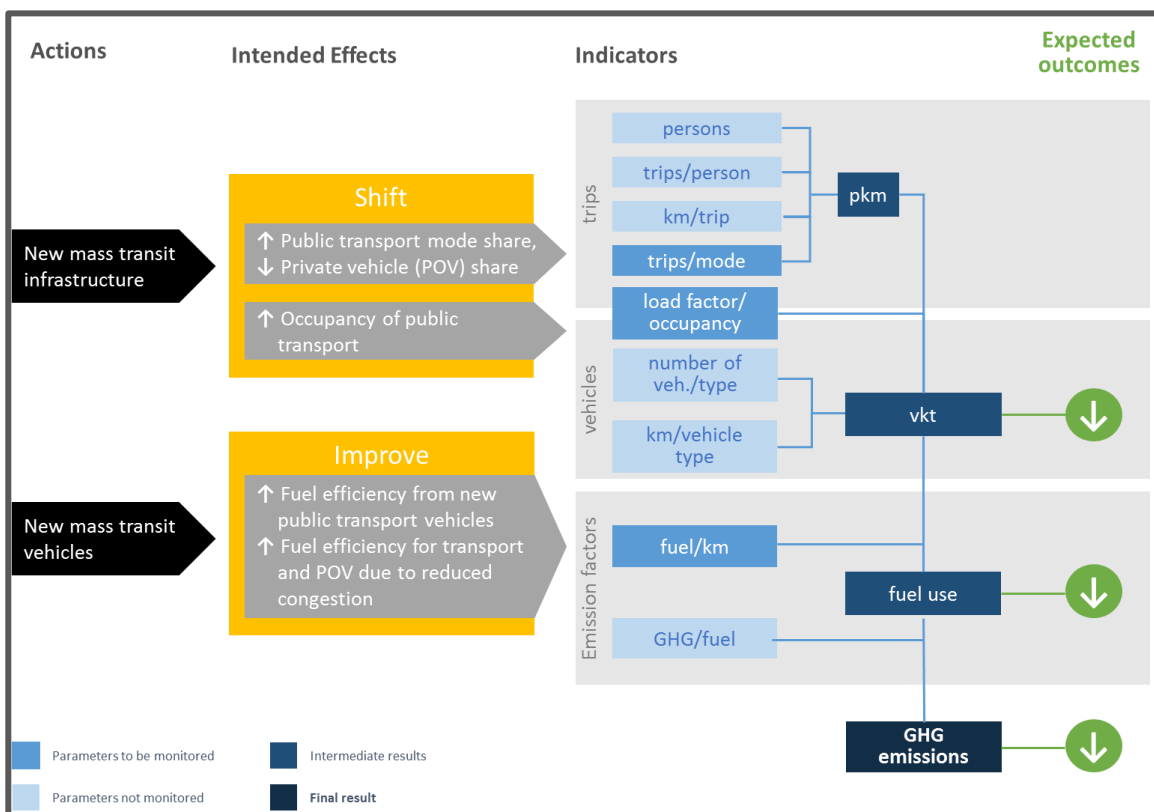 Actions
Intended Effects
Indicators
Expected
outcomes
New mass transit
infrastructure
Shift
↑ Public transport mode share,
↓ Private vehicle (POV) share
↑ Occupancy of public
transport
trips
persons
trips/person
km/trip
trips/mode
pkm
load factor/
occupancy
vehicles
number of
veh./type
km/vehicle
type
vkt
↓
New mass transit
vehicles
Improve
↑ Fuel efficiency from new
public transport vehicles
↑ Fuel efficiency for transport
and POV due to reduced
congestion
Emission factors
fuel/km
fuel use
↓
GHG/fuel
GHG
emissions
↓
Parameters to be monitored
Intermediate results
Parameters not monitored
Final result